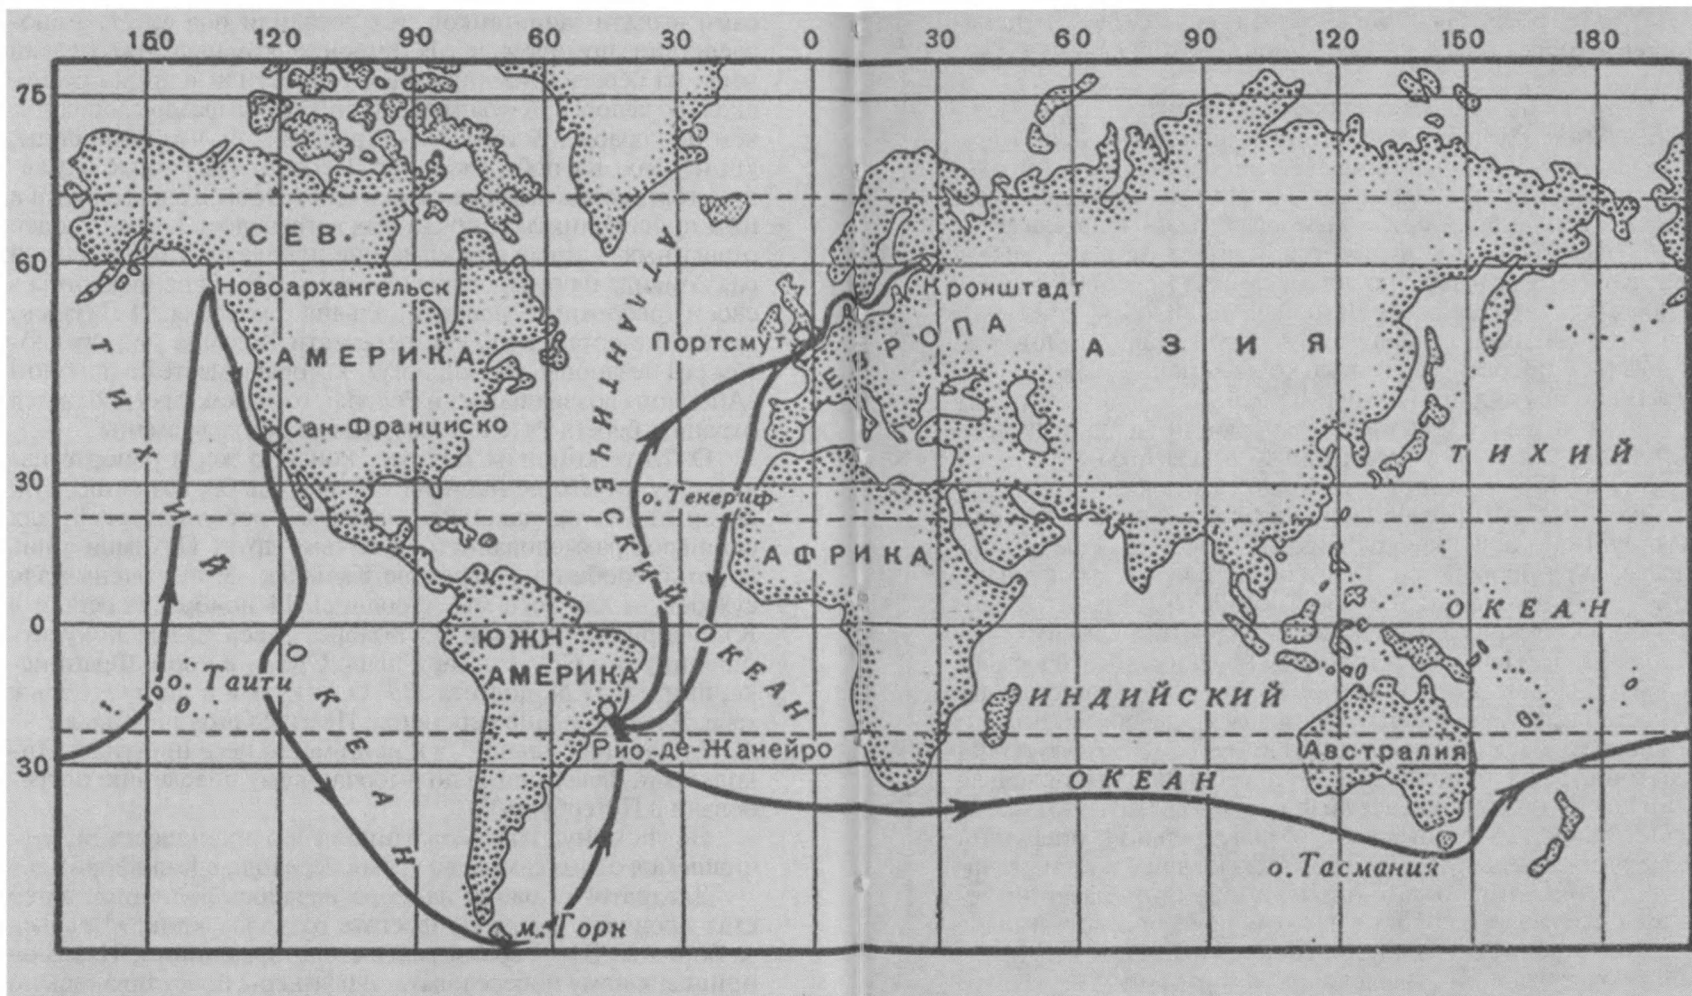 150 120 90 60 30 0 30 60 90 120 150 180
75
60
30
0
30
СЕВ.
АМЕРИКА
Новоархангельск
Сан-Франциско
ТИХИЙ
ОКЕАН
о. Таити
АТЛАНТИЧЕСКИЙ
ОКЕАН
Портсмут
Кронштадт
ЕВРОПА
АЗИЯ
о. Тенериф
АФРИКА
ТИХИЙ
ОКЕАН
ЮЖН
АМЕРИКА
Рио-де-Жанейро
ИНДИЙСКИЙ
ОКЕАН
Австралия
о. Тасмания
м. Горн